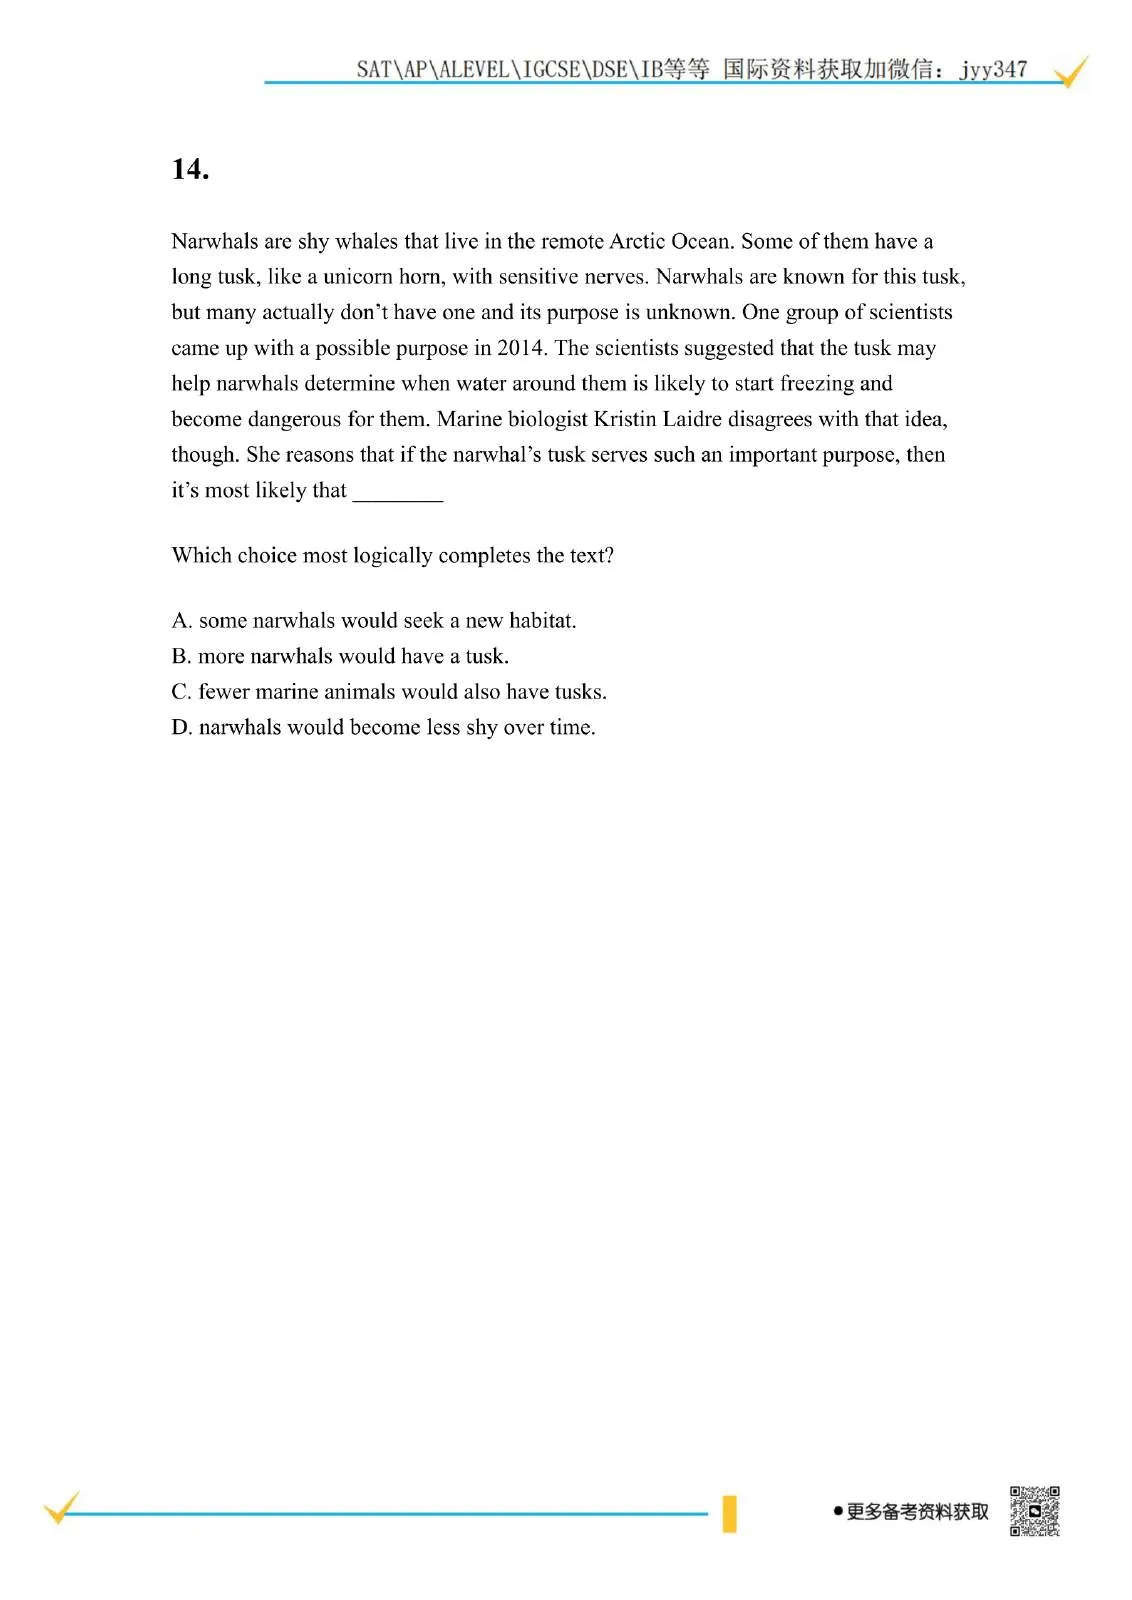 SAT\AP\ALEVEL\IGCSE\DSE\IB等等 国际资料获取加微信：jyy347
14.
Narwhals are shy whales that live in the remote Arctic Ocean. Some of them have a
long tusk, like a unicorn horn, with sensitive nerves. Narwhals are known for this tusk,
but many actually don’t have one and its purpose is unknown. One group of scientists
came up with a possible purpose in 2014. The scientists suggested that the tusk may
help narwhals determine when water around them is likely to start freezing and
become dangerous for them. Marine biologist Kristin Laidre disagrees with that idea,
though. She reasons that if the narwhal’s tusk serves such an important purpose, then
it’s most likely that ________
Which choice most logically completes the text?
A. some narwhals would seek a new habitat.
B. more narwhals would have a tusk.
C. fewer marine animals would also have tusks.
D. narwhals would become less shy over time.
●更多备考资料获取